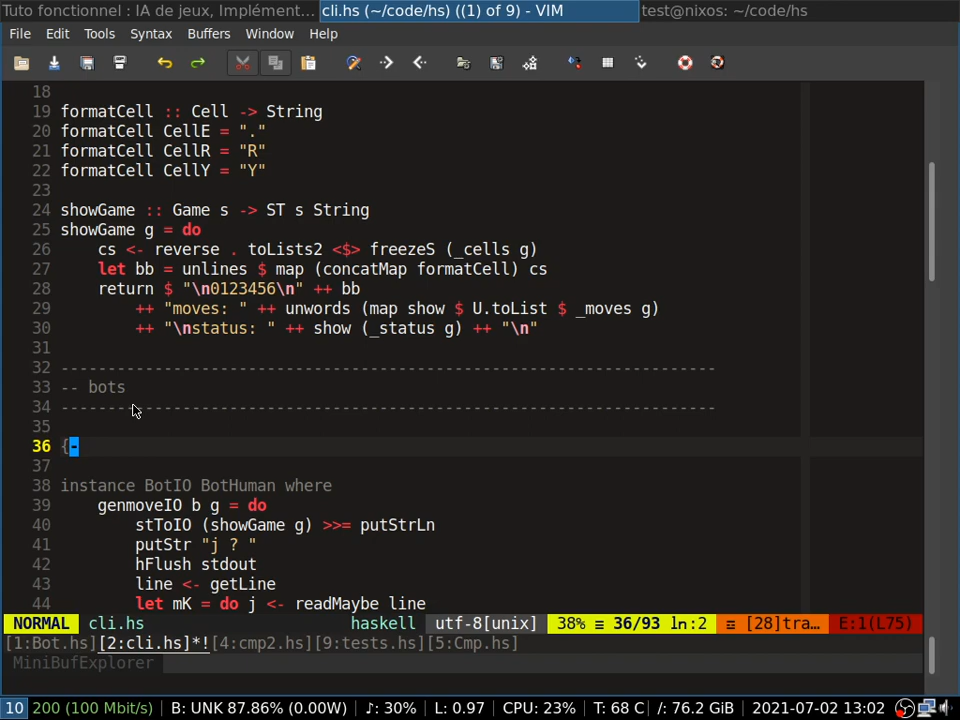 Tuto fonctionnel : IA de jeux, Implément... cli.hs (~/code/hs) ((1) of 9) - VIM test@nixos: ~/code/hs
File Edit Tools Syntax Buffers Window Help
18
19 formatCell :: Cell -> String
20 formatCell CellE = "."
21 formatCell CellR = "R"
22 formatCell CellY = "Y"
23
24 showGame :: Game s -> ST s String
25 showGame g = do
26     cs <- reverse . toLists2 <$> freezeS (_cells g)
27     let bb = unlines $ map (concatMap formatCell) cs
28     return $ "\n0123456\n" ++ bb
29         ++ "moves: " ++ unwords (map show $ U.toList $ _moves g)
30         ++ "\nstatus: " ++ show (_status g) ++ "\n"
31
32 ----------------------------------------------------------------------
33 -- bots
34 ----------------------------------------------------------------------
35
36 {-
37
38 instance BotIO BotHuman where
39     genmoveIO b g = do
40         stToIO (showGame g) >>= putStrLn
41         putStr "j ? "
42         hFlush stdout
43         line <- getLine
44         let mK = do j <- readMaybe line
NORMAL cli.hs haskell utf-8[unix] 38% ≡ 36/93 ln:2 ☲ [28]tra… E:1(L75)
[1:Bot.hs][2:cli.hs]*![4:cmp2.hs][9:tests.hs][5:Cmp.hs]
MiniBufExplorer
10 200 (100 Mbit/s) B: UNK 87.86% (0.00W) ♪: 30% L: 0.97 CPU: 23% T: 68 C /: 76.2 GiB 2021-07-02 13:02